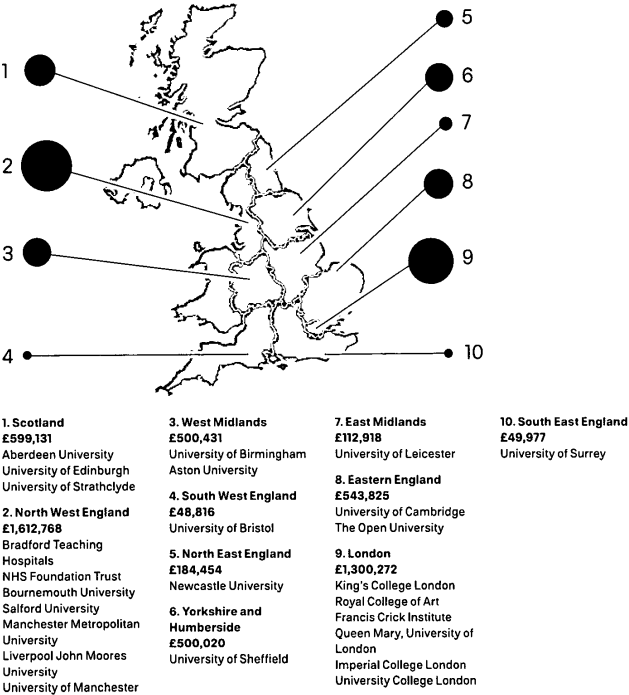 1
2
3
4
5
6
7
8
9
10
1. Scotland
£599,131
Aberdeen University
University of Edinburgh
University of Strathclyde
2. North West England
£1,612,768
Bradford Teaching
Hospitals
NHS Foundation Trust
Bournemouth University
Salford University
Manchester Metropolitan
University
Liverpool John Moores
University
University of Manchester
3. West Midlands
£500,431
University of Birmingham
Aston University
4. South West England
£48,816
University of Bristol
5. North East England
£184,454
Newcastle University
6. Yorkshire and
Humberside
£500,020
University of Sheffield
7. East Midlands
£112,918
University of Leicester
8. Eastern England
£543,825
University of Cambridge
The Open University
9. London
£1,300,272
King's College London
Royal College of Art
Francis Crick Institute
Queen Mary, University of
London
Imperial College London
University College London
10. South East England
£49,977
University of Surrey